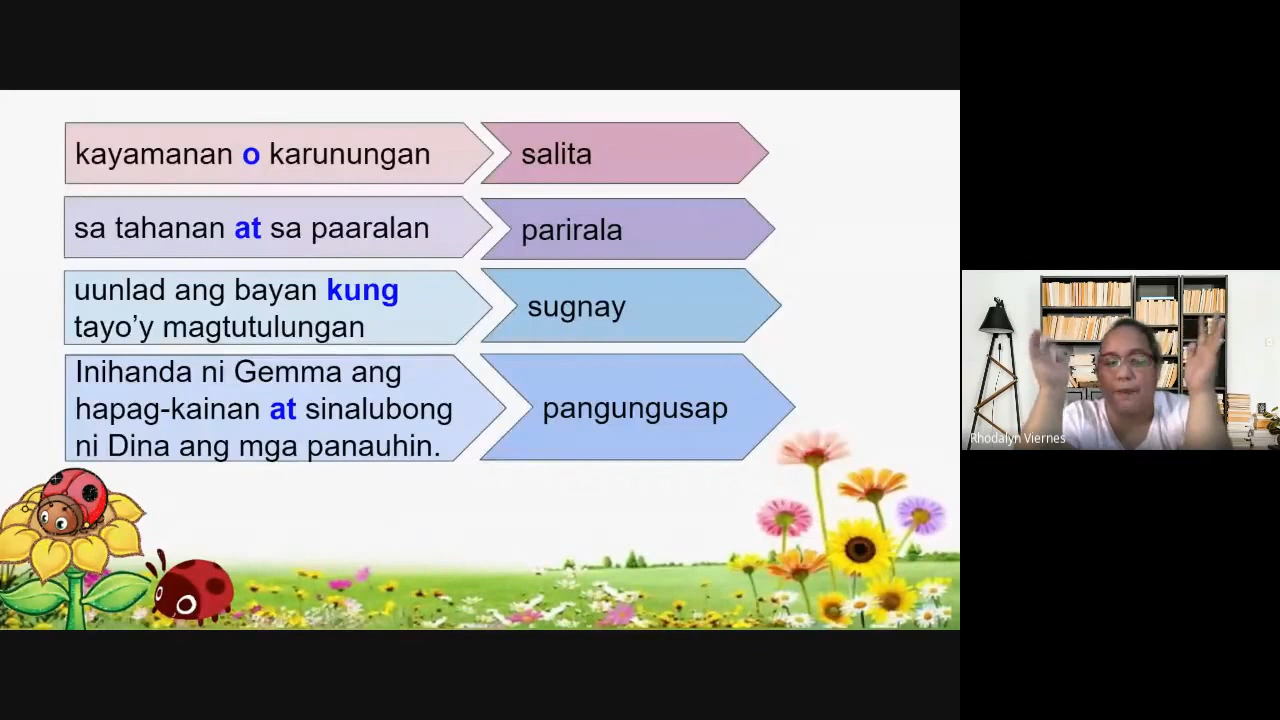 kayamanan o karunungan
salita
sa tahanan at sa paaralan
parirala
uunlad ang bayan kung
tayo’y magtutulungan
sugnay
Inihanda ni Gemma ang
hapag-kainan at sinalubong
ni Dina ang mga panauhin.
pangungusap
Rhodalyn Viernes